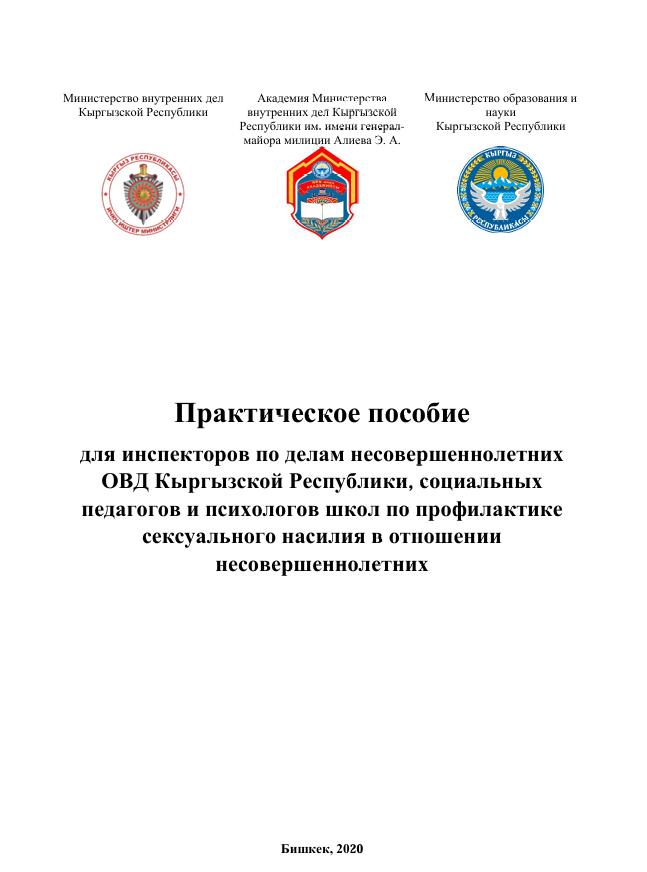 Министерство внутренних дел
Кыргызской Республики
Академия Министерства
внутренних дел Кыргызской
Республики им. имени генерал-
майора милиции Алиева Э. А.
Министерство образования и
науки
Кыргызской Республики
КЫРГЫЗ РЕСПУБЛИКАСЫ
ИЧКИ ИШТЕР МИНИСТРЛИГИ
АКАДЕМИЯСЫ
КЫРГЫЗ
РЕСПУБЛИКАСЫ
Практическое пособие
для инспекторов по делам несовершеннолетних
ОВД Кыргызской Республики, социальных
педагогов и психологов школ по профилактике
сексуального насилия в отношении
несовершеннолетних
Бишкек, 2020